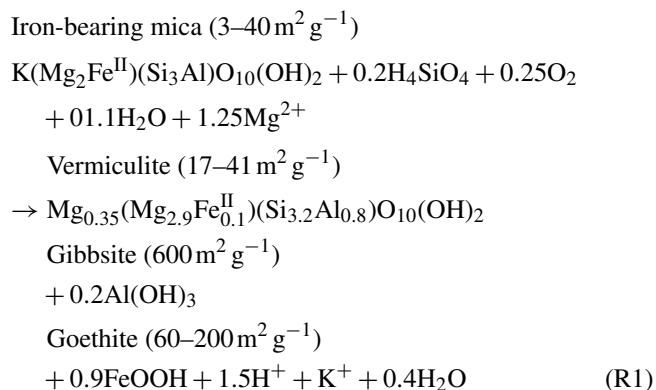 Iron-bearing mica (3–40 m² g⁻¹)
K(Mg₂Feᴵᴵ)(Si₃Al)O₁₀(OH)₂ + 0.2H₄SiO₄ + 0.25O₂
+ 01.1H₂O + 1.25Mg²⁺
Vermiculite (17–41 m² g⁻¹)
→ Mg₀.₃₅(Mg₂.₉Feᴵᴵ₀.₁)(Si₃.₂Al₀.₈)O₁₀(OH)₂
Gibbsite (600 m² g⁻¹)
+ 0.2Al(OH)₃
Goethite (60–200 m² g⁻¹)
+ 0.9FeOOH + 1.5H⁺ + K⁺ + 0.4H₂O (R1)